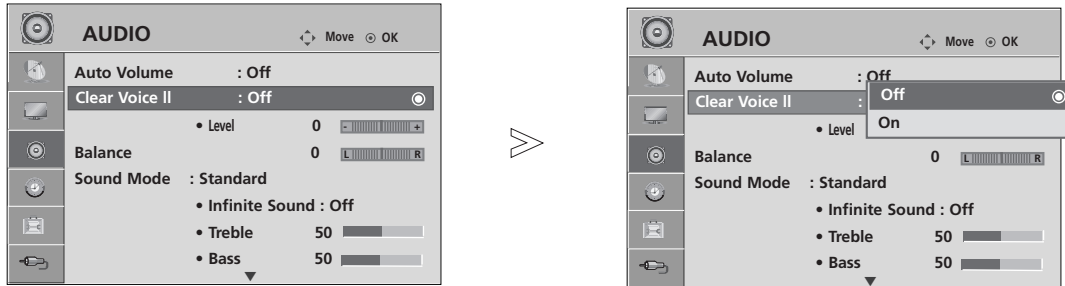 AUDIO Move OK
Auto Volume : Off
Clear Voice II : Off
• Level 0 - +
Balance 0 L R
Sound Mode : Standard
• Infinite Sound : Off
• Treble 50
• Bass 50
AUDIO Move OK
Auto Volume : Off
Clear Voice II : Off
On
• Level
Balance 0 L R
Sound Mode : Standard
• Infinite Sound : Off
• Treble 50
• Bass 50